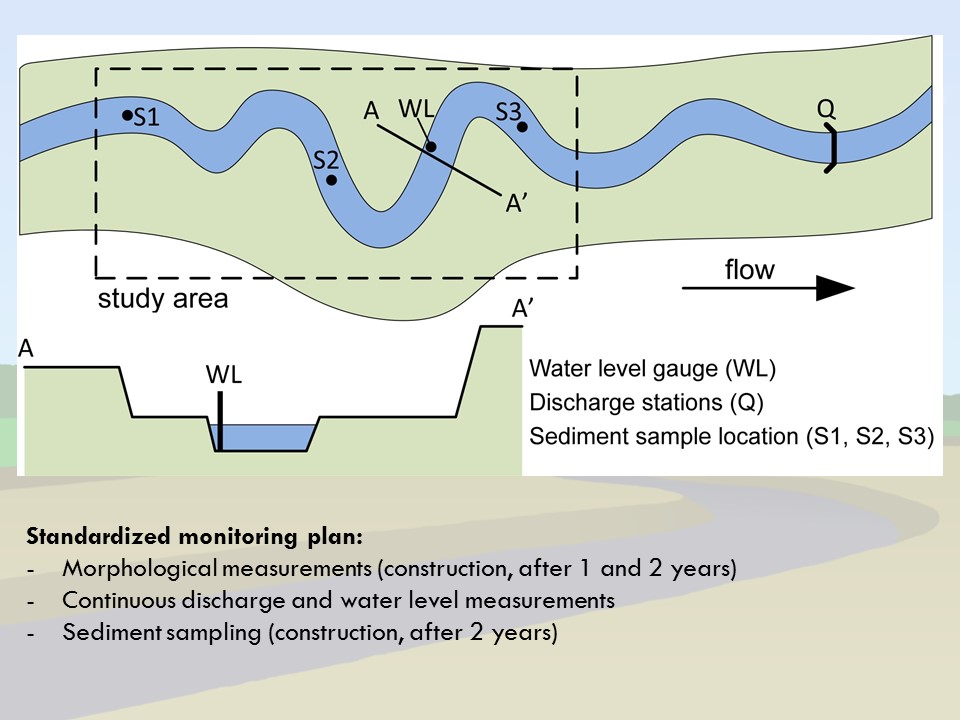 S1
A WL S3
Q
S2
A’
flow
study area
A’
A
WL
Water level gauge (WL)
Discharge stations (Q)
Sediment sample location (S1, S2, S3)
Standardized monitoring plan:
- Morphological measurements (construction, after 1 and 2 years)
- Continuous discharge and water level measurements
- Sediment sampling (construction, after 2 years)